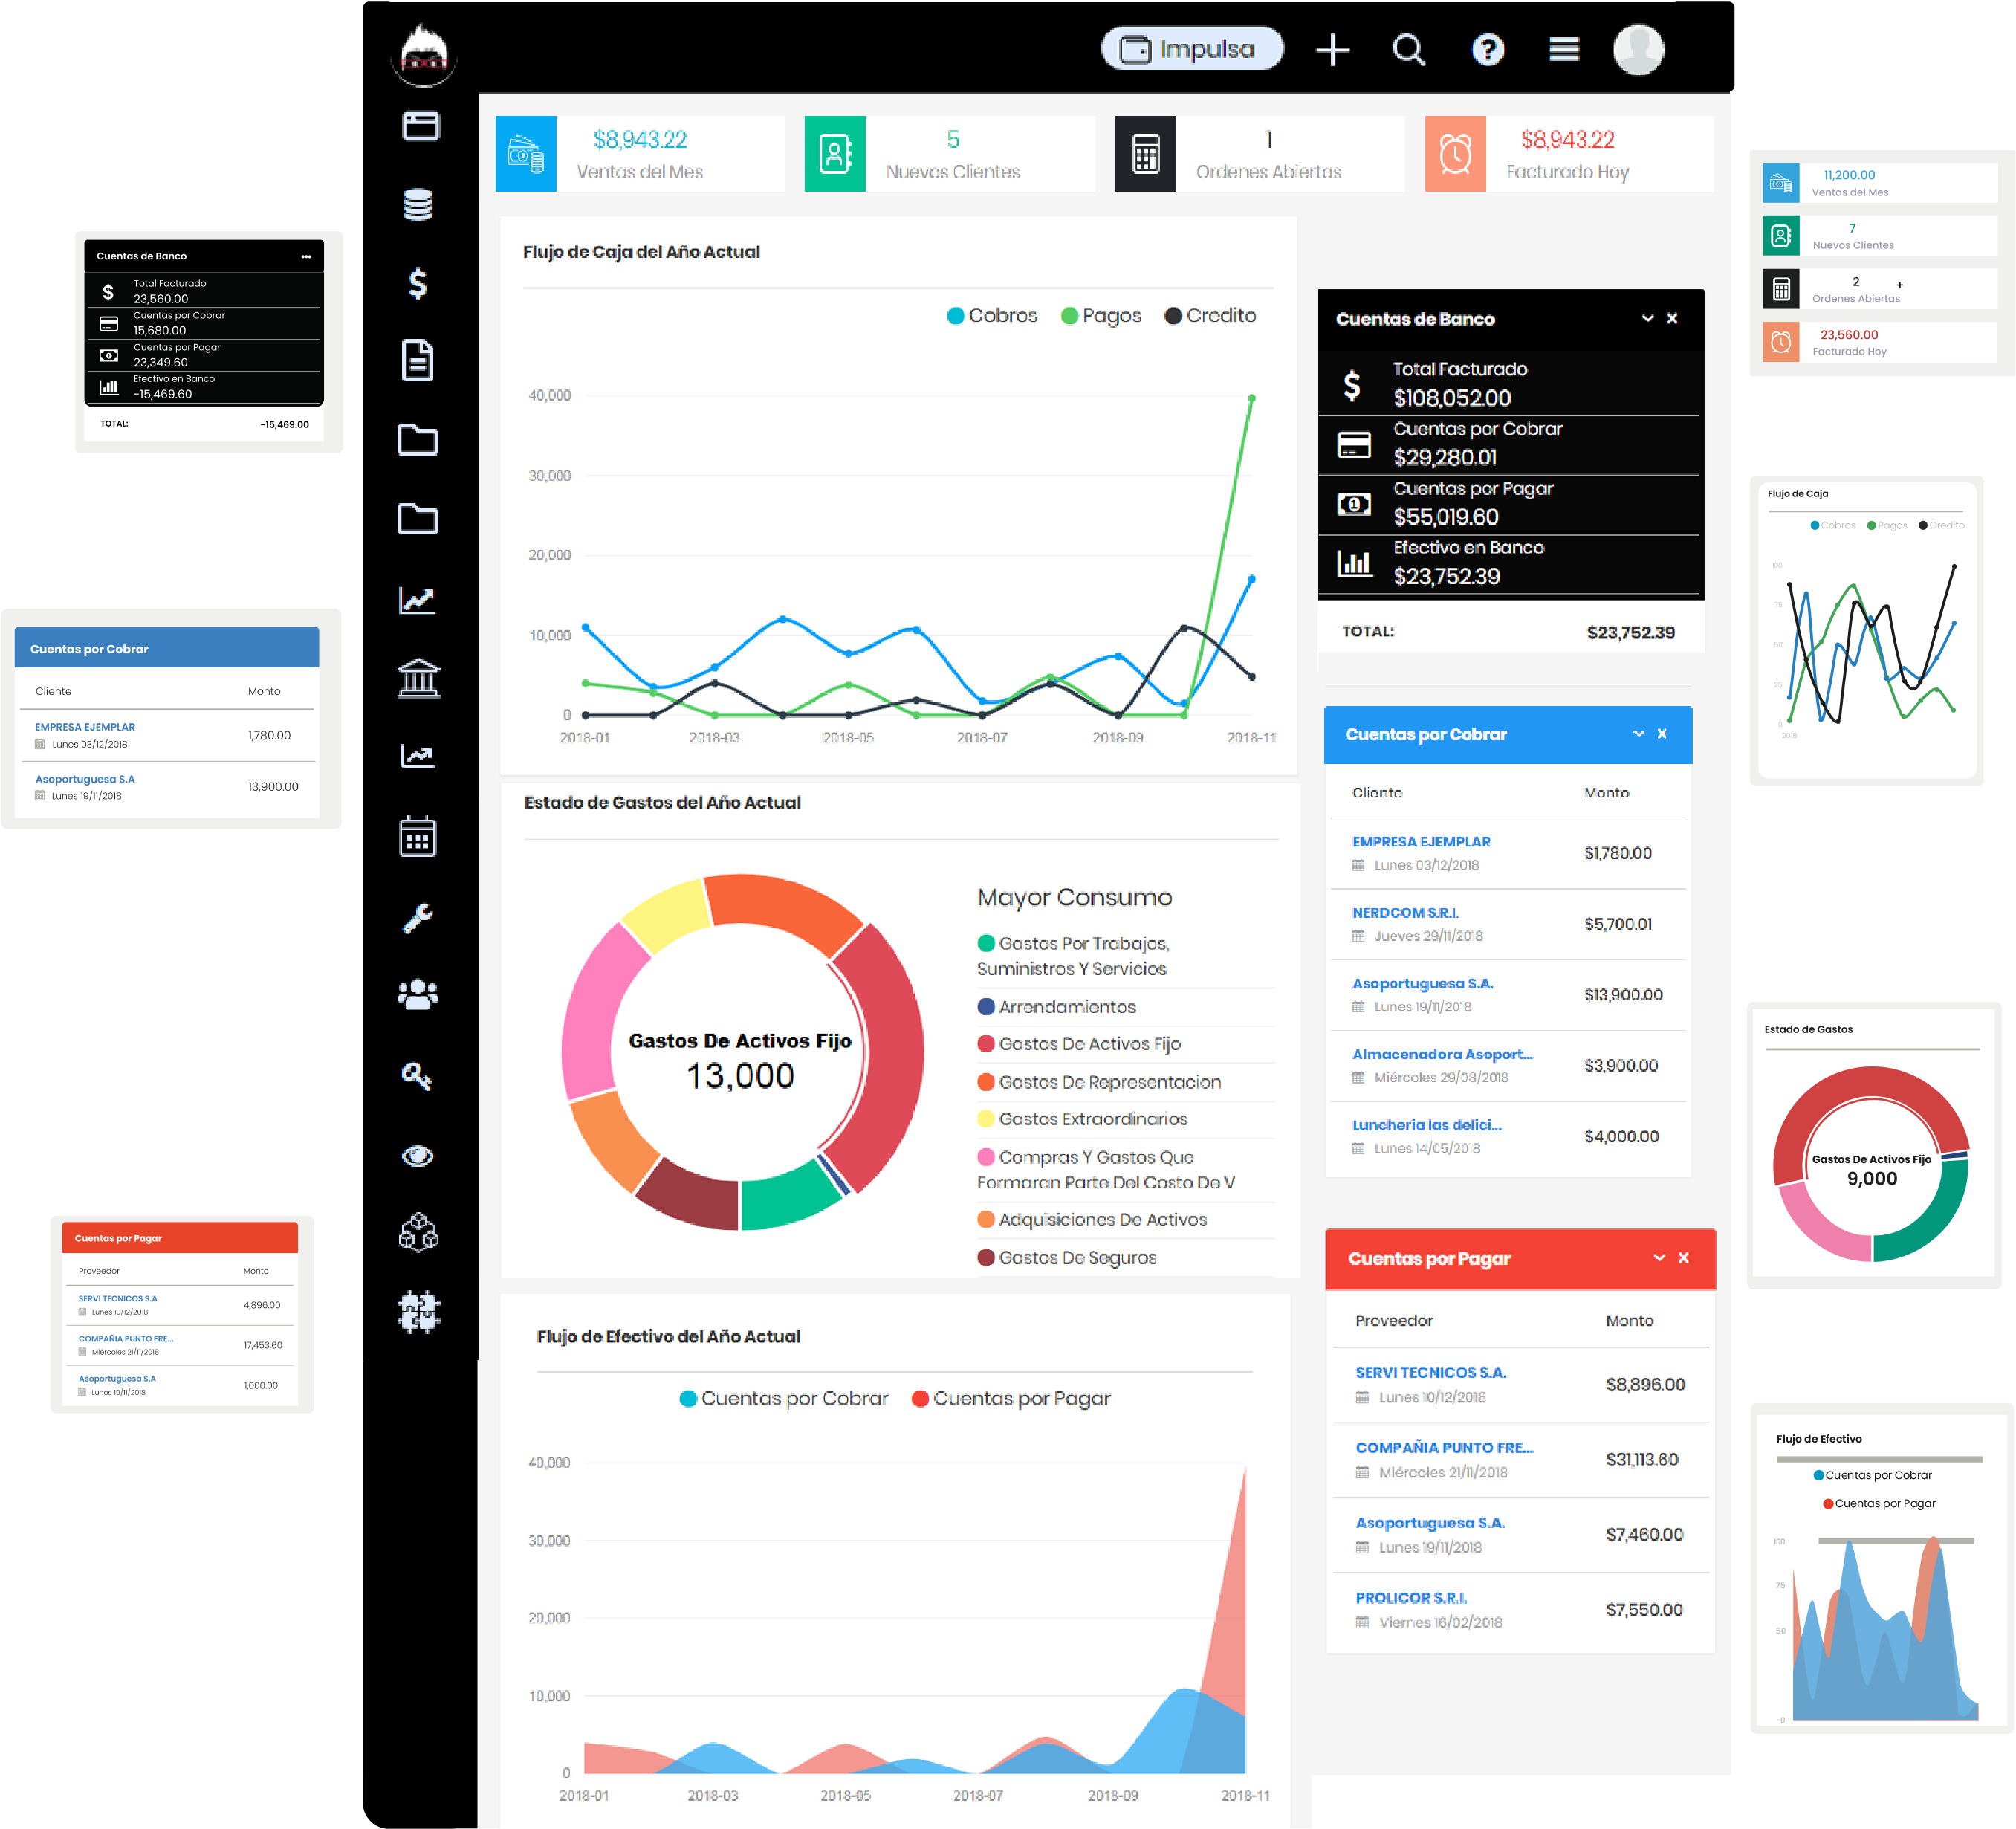 Impulsa
$8,943.22
Ventas del Mes
5
Nuevos Clientes
1
Ordenes Abiertas
$8,943.22
Facturado Hoy
Flujo de Caja del Año Actual
Cobros Pagos Credito
40,000
30,000
20,000
10,000
0
2018-01 2018-03 2018-05 2018-07 2018-09 2018-11
Estado de Gastos del Año Actual
Gastos De Activos Fijo
13,000
Mayor Consumo
Gastos Por Trabajos,
Suministros Y Servicios
Arrendamientos
Gastos De Activos Fijo
Gastos De Representacion
Gastos Extraordinarios
Compras Y Gastos Que
Formaran Parte Del Costo De V
Adquisiciones De Activos
Gastos De Seguros
Flujo de Efectivo del Año Actual
Cuentas por Cobrar Cuentas por Pagar
40,000
30,000
20,000
10,000
0
2018-01 2018-03 2018-05 2018-07 2018-09 2018-11
Cuentas de Banco
Total Facturado
$108,052.00
Cuentas por Cobrar
$29,280.01
Cuentas por Pagar
$55,019.60
Efectivo en Banco
$23,752.39
TOTAL: $23,752.39
Cuentas por Cobrar
Cliente Monto
EMPRESA EJEMPLAR
Lunes 03/12/2018
$1,780.00
NERDCOM S.R.l.
Jueves 29/11/2018
$5,700.01
Asoportuguesa S.A.
Lunes 19/11/2018
$13,900.00
Almacenadora Asoport...
Miércoles 29/08/2018
$3,900.00
Luncheria las delici...
Lunes 14/05/2018
$4,000.00
Cuentas por Pagar
Proveedor Monto
SERVI TECNICOS S.A.
Lunes 10/12/2018
$8,896.00
COMPAÑIA PUNTO FRE...
Miércoles 21/11/2018
$31,113.60
Asoportuguesa S.A.
Lunes 19/11/2018
$7,460.00
PROLICOR S.R.l.
Viernes 16/02/2018
$7,550.00
Cuentas de Banco
Total Facturado
23,560.00
Cuentas por Cobrar
15,680.00
Cuentas por Pagar
23,349.60
Efectivo en Banco
-15,469.60
TOTAL: -15,469.00
Cuentas por Cobrar
Cliente Monto
EMPRESA EJEMPLAR
Lunes 03/12/2018
1,780.00
Asoportuguesa S.A
Lunes 19/11/2018
13,900.00
Cuentas por Pagar
Proveedor Monto
SERVI TECNICOS S.A
Lunes 10/12/2018
4,896.00
COMPAÑIA PUNTO FRE...
Miércoles 21/11/2018
17,453.60
Asoportuguesa S.A
Lunes 19/11/2018
1,000.00
11,200.00
Ventas del Mes
7
Nuevos Clientes
2 +
Ordenes Abiertas
23,560.00
Facturado Hoy
Flujo de Caja
Cobros Pagos Credito
100
75
50
25
0
2018
Estado de Gastos
Gastos De Activos Fijo
9,000
Flujo de Efectivo
Cuentas por Cobrar
Cuentas por Pagar
100
75
50
0